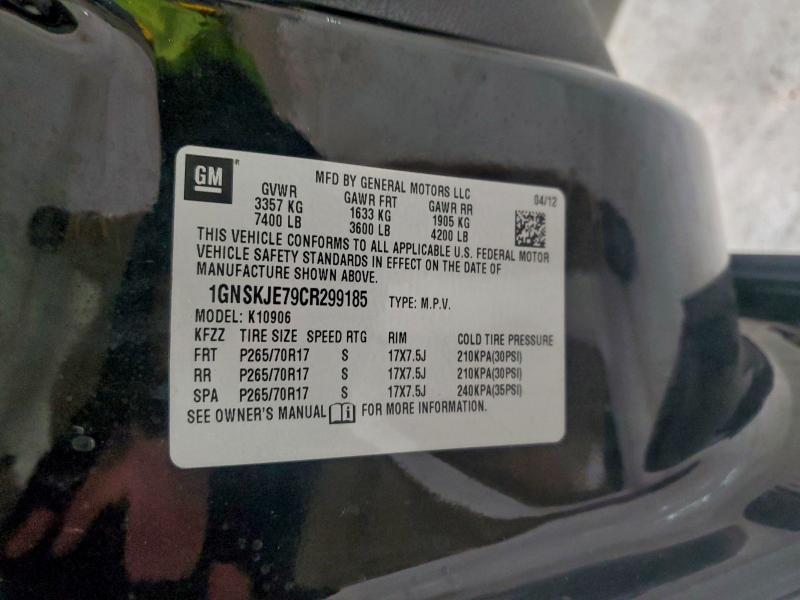 GM
MFD BY GENERAL MOTORS LLC
04/12
GVWR GAWR FRT GAWR RR
3357 KG 1633 KG 1905 KG
7400 LB 3600 LB 4200 LB
THIS VEHICLE CONFORMS TO ALL APPLICABLE U.S. FEDERAL MOTOR
VEHICLE SAFETY STANDARDS IN EFFECT ON THE DATE OF
MANUFACTURE SHOWN ABOVE.
1GNSKJE79CR299185 TYPE: M.P.V.
MODEL: K10906
KFZZ TIRE SIZE SPEED RTG RIM COLD TIRE PRESSURE
FRT P265/70R17 S 17X7.5J 210KPA(30PSI)
RR P265/70R17 S 17X7.5J 210KPA(30PSI)
SPA P265/70R17 S 17X7.5J 240KPA(35PSI)
SEE OWNER'S MANUAL FOR MORE INFORMATION.